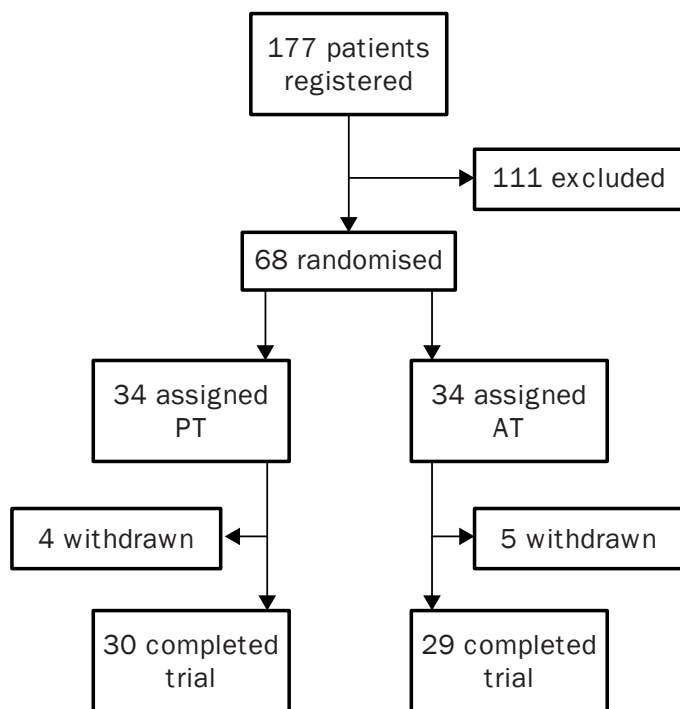 177 patients
registered
111 excluded
68 randomised
34 assigned
PT
34 assigned
AT
4 withdrawn
5 withdrawn
30 completed
trial
29 completed
trial